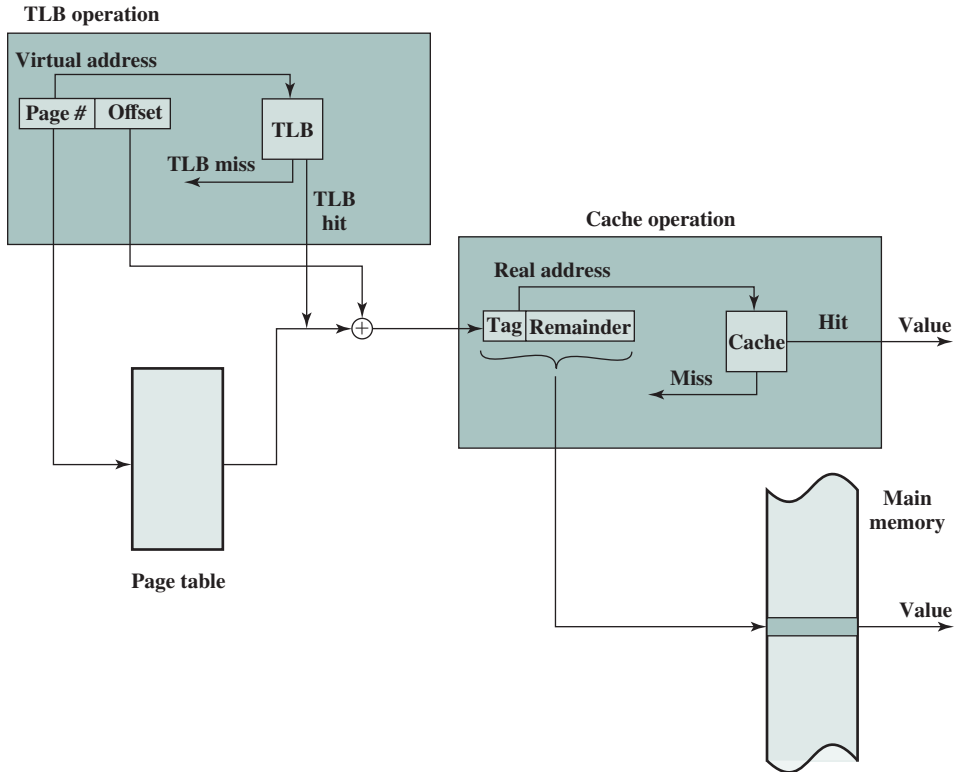 TLB operation
Virtual address
Page #
Offset
TLB
TLB miss
TLB
hit
Cache operation
Real address
Tag
Remainder
Cache
Hit
Value
Miss
Page table
Main
memory
Value